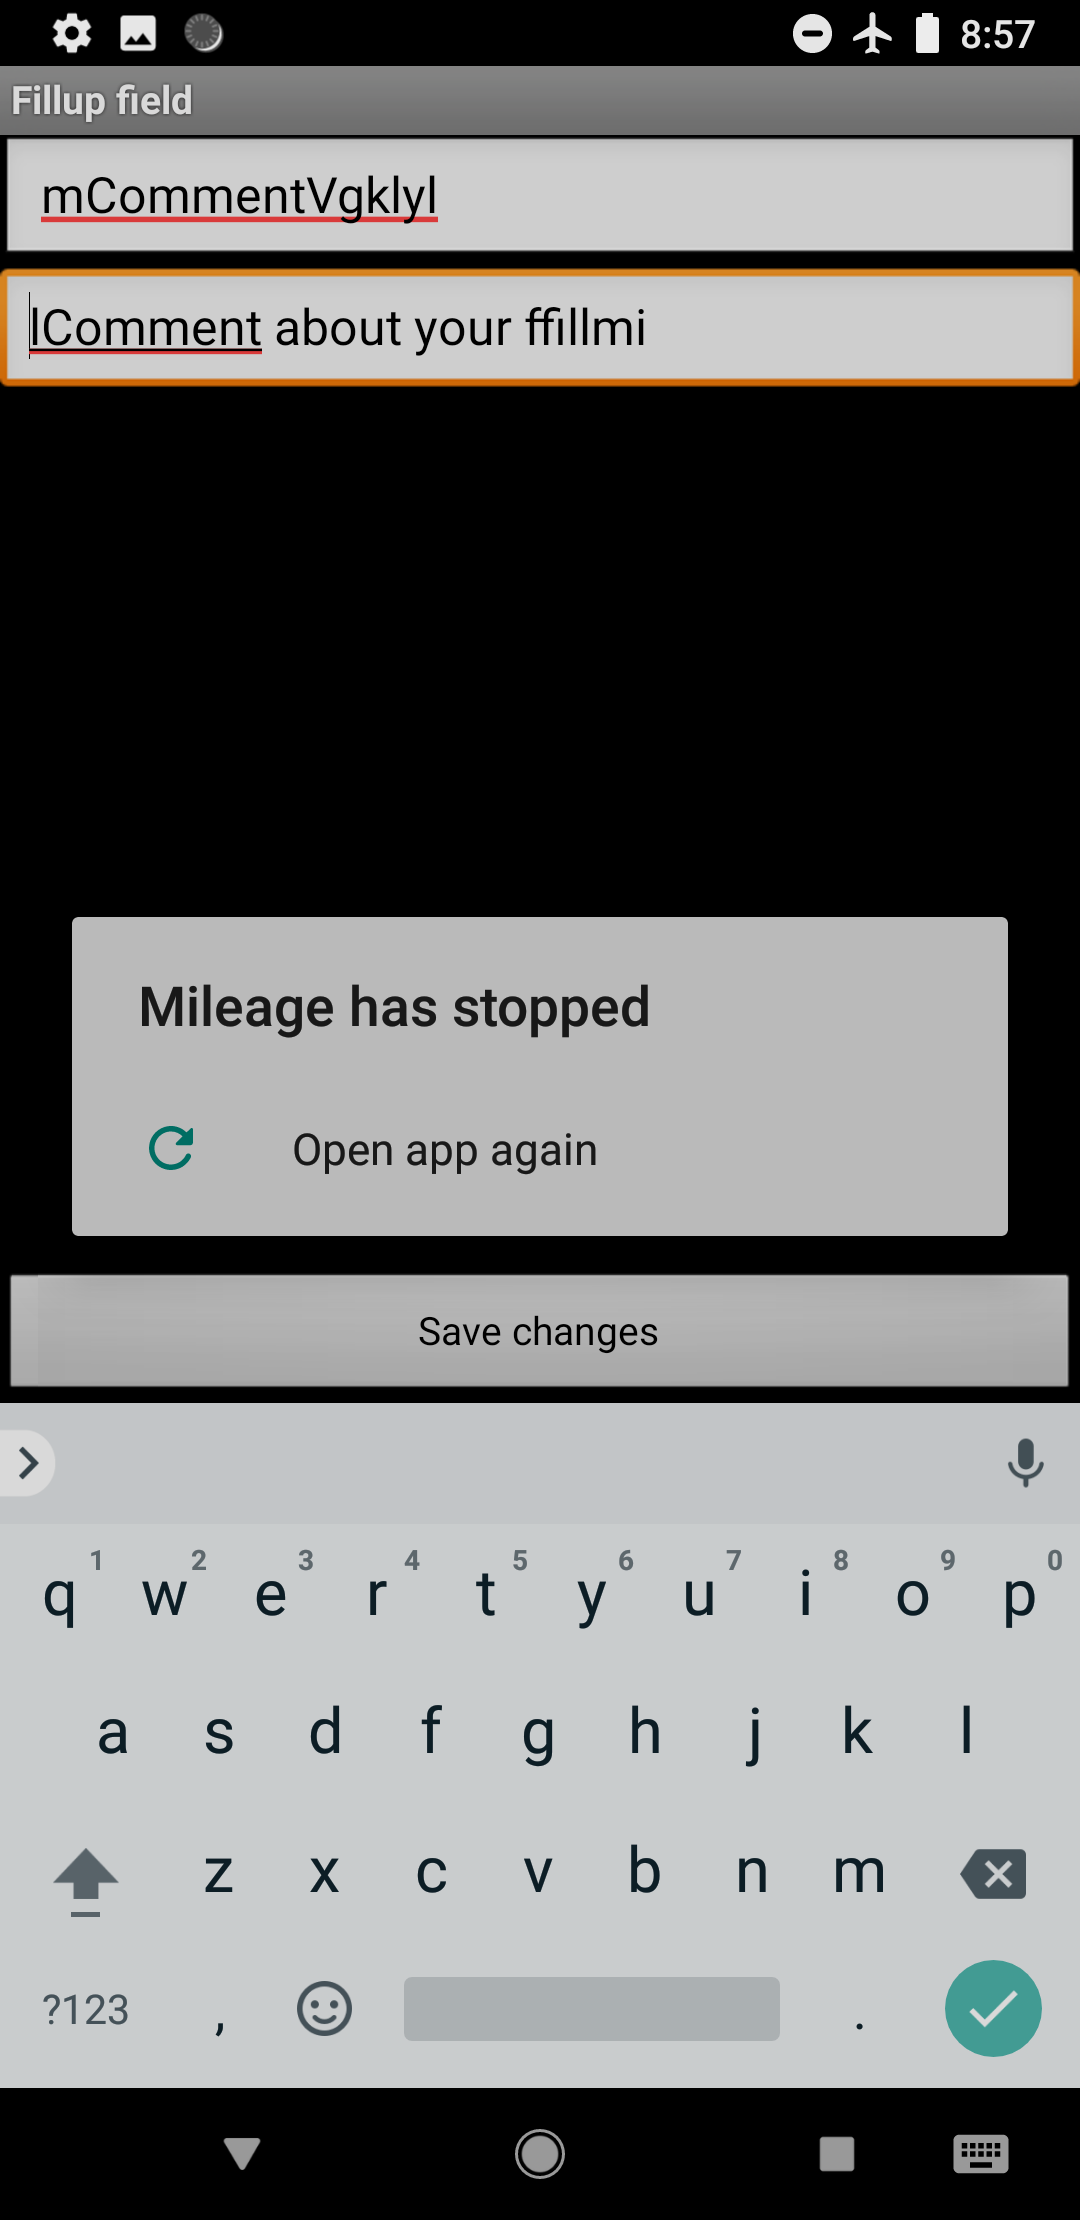 8:57
Fillup field
mCommentVgklyl
lComment about your ffillmi
Mileage has stopped
Open app again
Save changes
1 2 3 4 5 6 7 8 9 0
q w e r t y u i o p
a s d f g h j k l
z x c v b n m
?123 , .